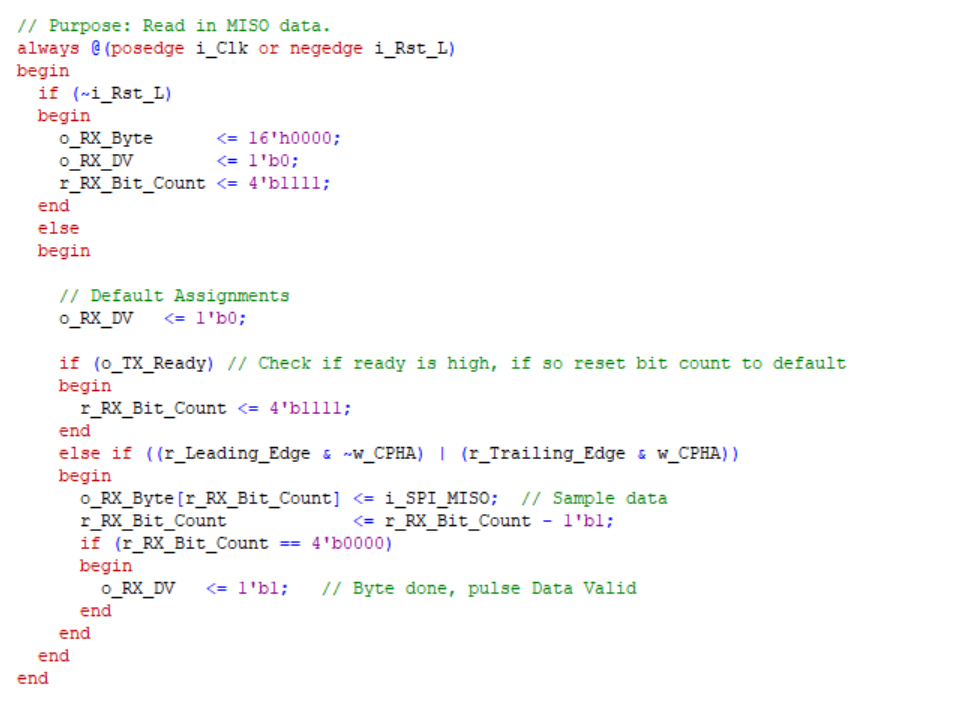 // Purpose: Read in MISO data.
always @(posedge i_Clk or negedge i_Rst_L)
begin
  if (~i_Rst_L)
  begin
    o_RX_Byte      <= 16'h0000;
    o_RX_DV        <= 1'b0;
    r_RX_Bit_Count <= 4'b1111;
  end
  else
  begin

    // Default Assignments
    o_RX_DV   <= 1'b0;

    if (o_TX_Ready) // Check if ready is high, if so reset bit count to default
    begin
      r_RX_Bit_Count <= 4'b1111;
    end
    else if ((r_Leading_Edge & ~w_CPHA) | (r_Trailing_Edge & w_CPHA))
    begin
      o_RX_Byte[r_RX_Bit_Count] <= i_SPI_MISO;  // Sample data
      r_RX_Bit_Count            <= r_RX_Bit_Count - 1'b1;
      if (r_RX_Bit_Count == 4'b0000)
      begin
        o_RX_DV   <= 1'b1;   // Byte done, pulse Data Valid
      end
    end
  end
end